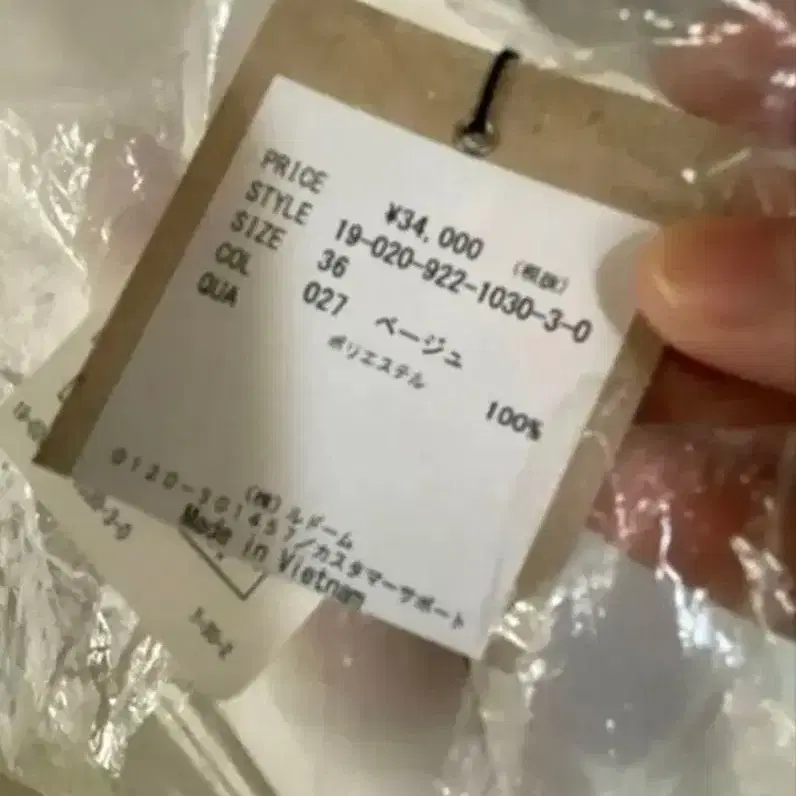 PRICE ¥34,000 (税抜)
STYLE 19-020-922-1030-3-0
SIZE 36
COL 027 ベージュ
QUA ポリエステル 100%
(株)ルドーム
0120-301457/カスタマーサポート
Made in Vietnam